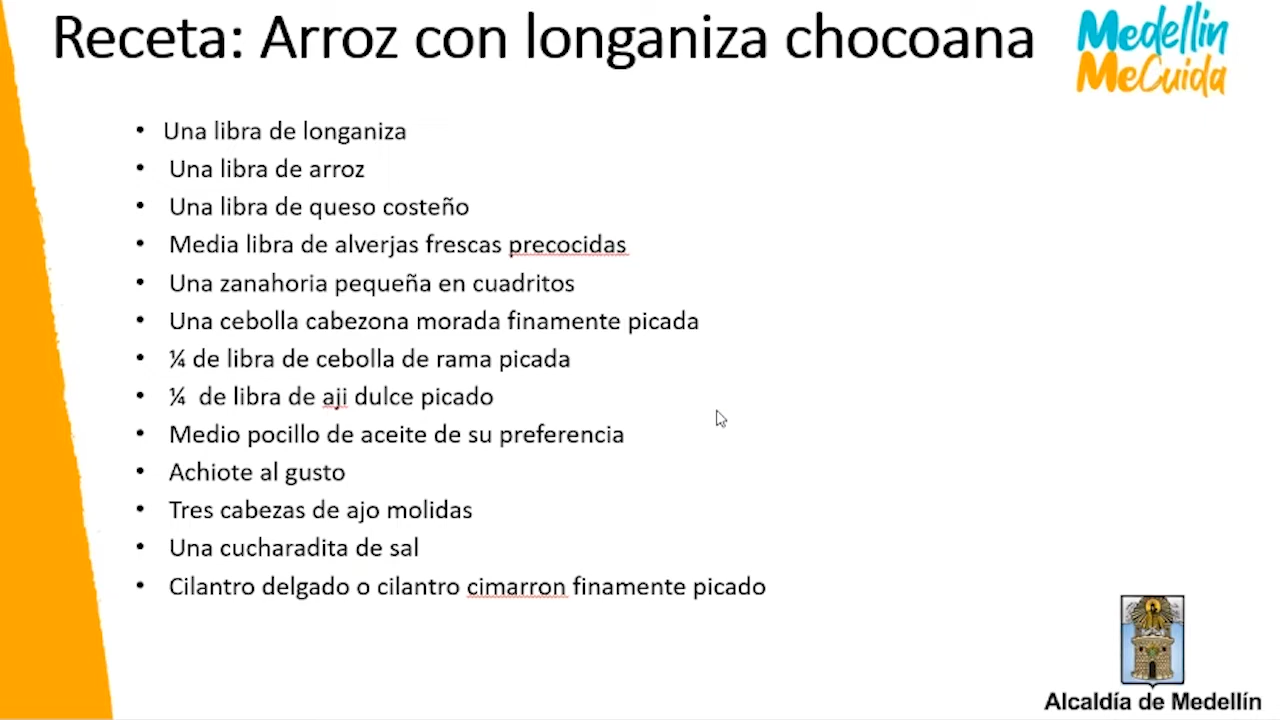 Receta: Arroz con longaniza chocoana
Medellín
MeCuida
• Una libra de longaniza
• Una libra de arroz
• Una libra de queso costeño
• Media libra de alverjas frescas precocidas
• Una zanahoria pequeña en cuadritos
• Una cebolla cabezona morada finamente picada
• ¼ de libra de cebolla de rama picada
• ¼ de libra de aji dulce picado
• Medio pocillo de aceite de su preferencia
• Achiote al gusto
• Tres cabezas de ajo molidas
• Una cucharadita de sal
• Cilantro delgado o cilantro cimarron finamente picado
Alcaldía de Medellín